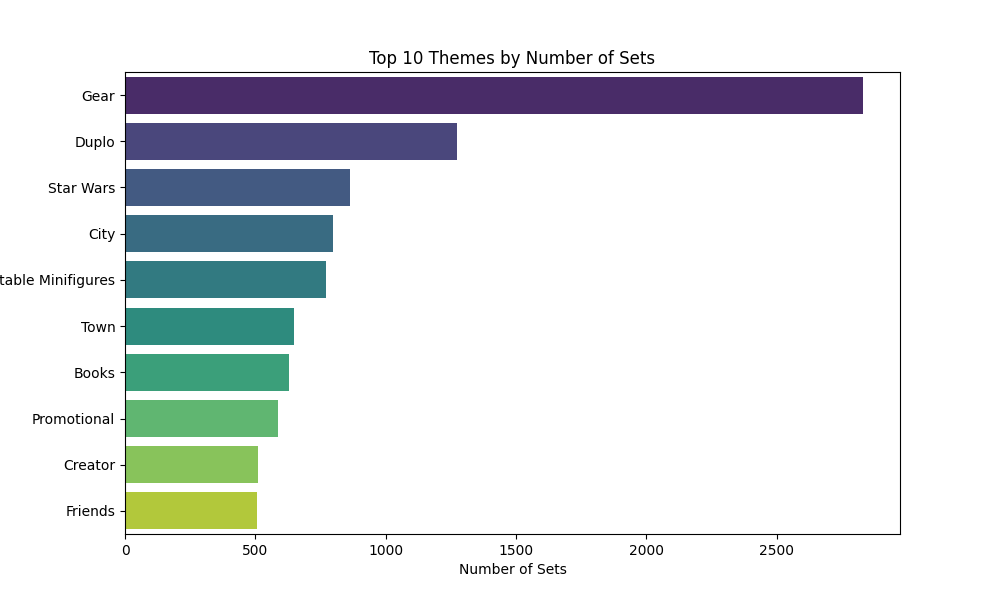 Top 10 Themes by Number of Sets
Gear
Duplo
Star Wars
City
table Minifigures
Town
Books
Promotional
Creator
Friends
0 500 1000 1500 2000 2500
Number of Sets